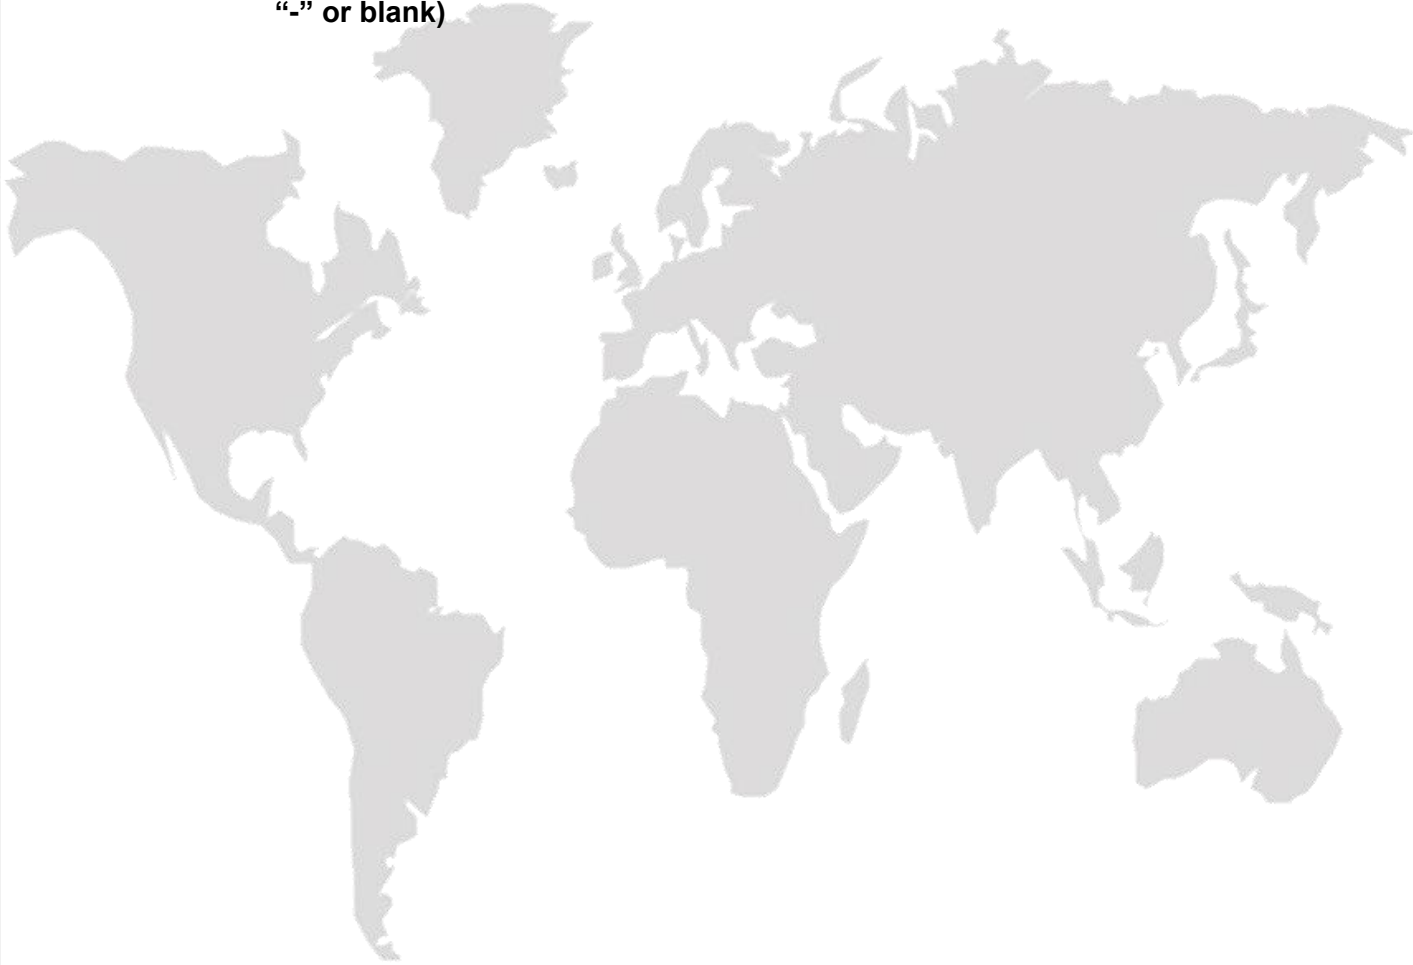 “-” or blank)